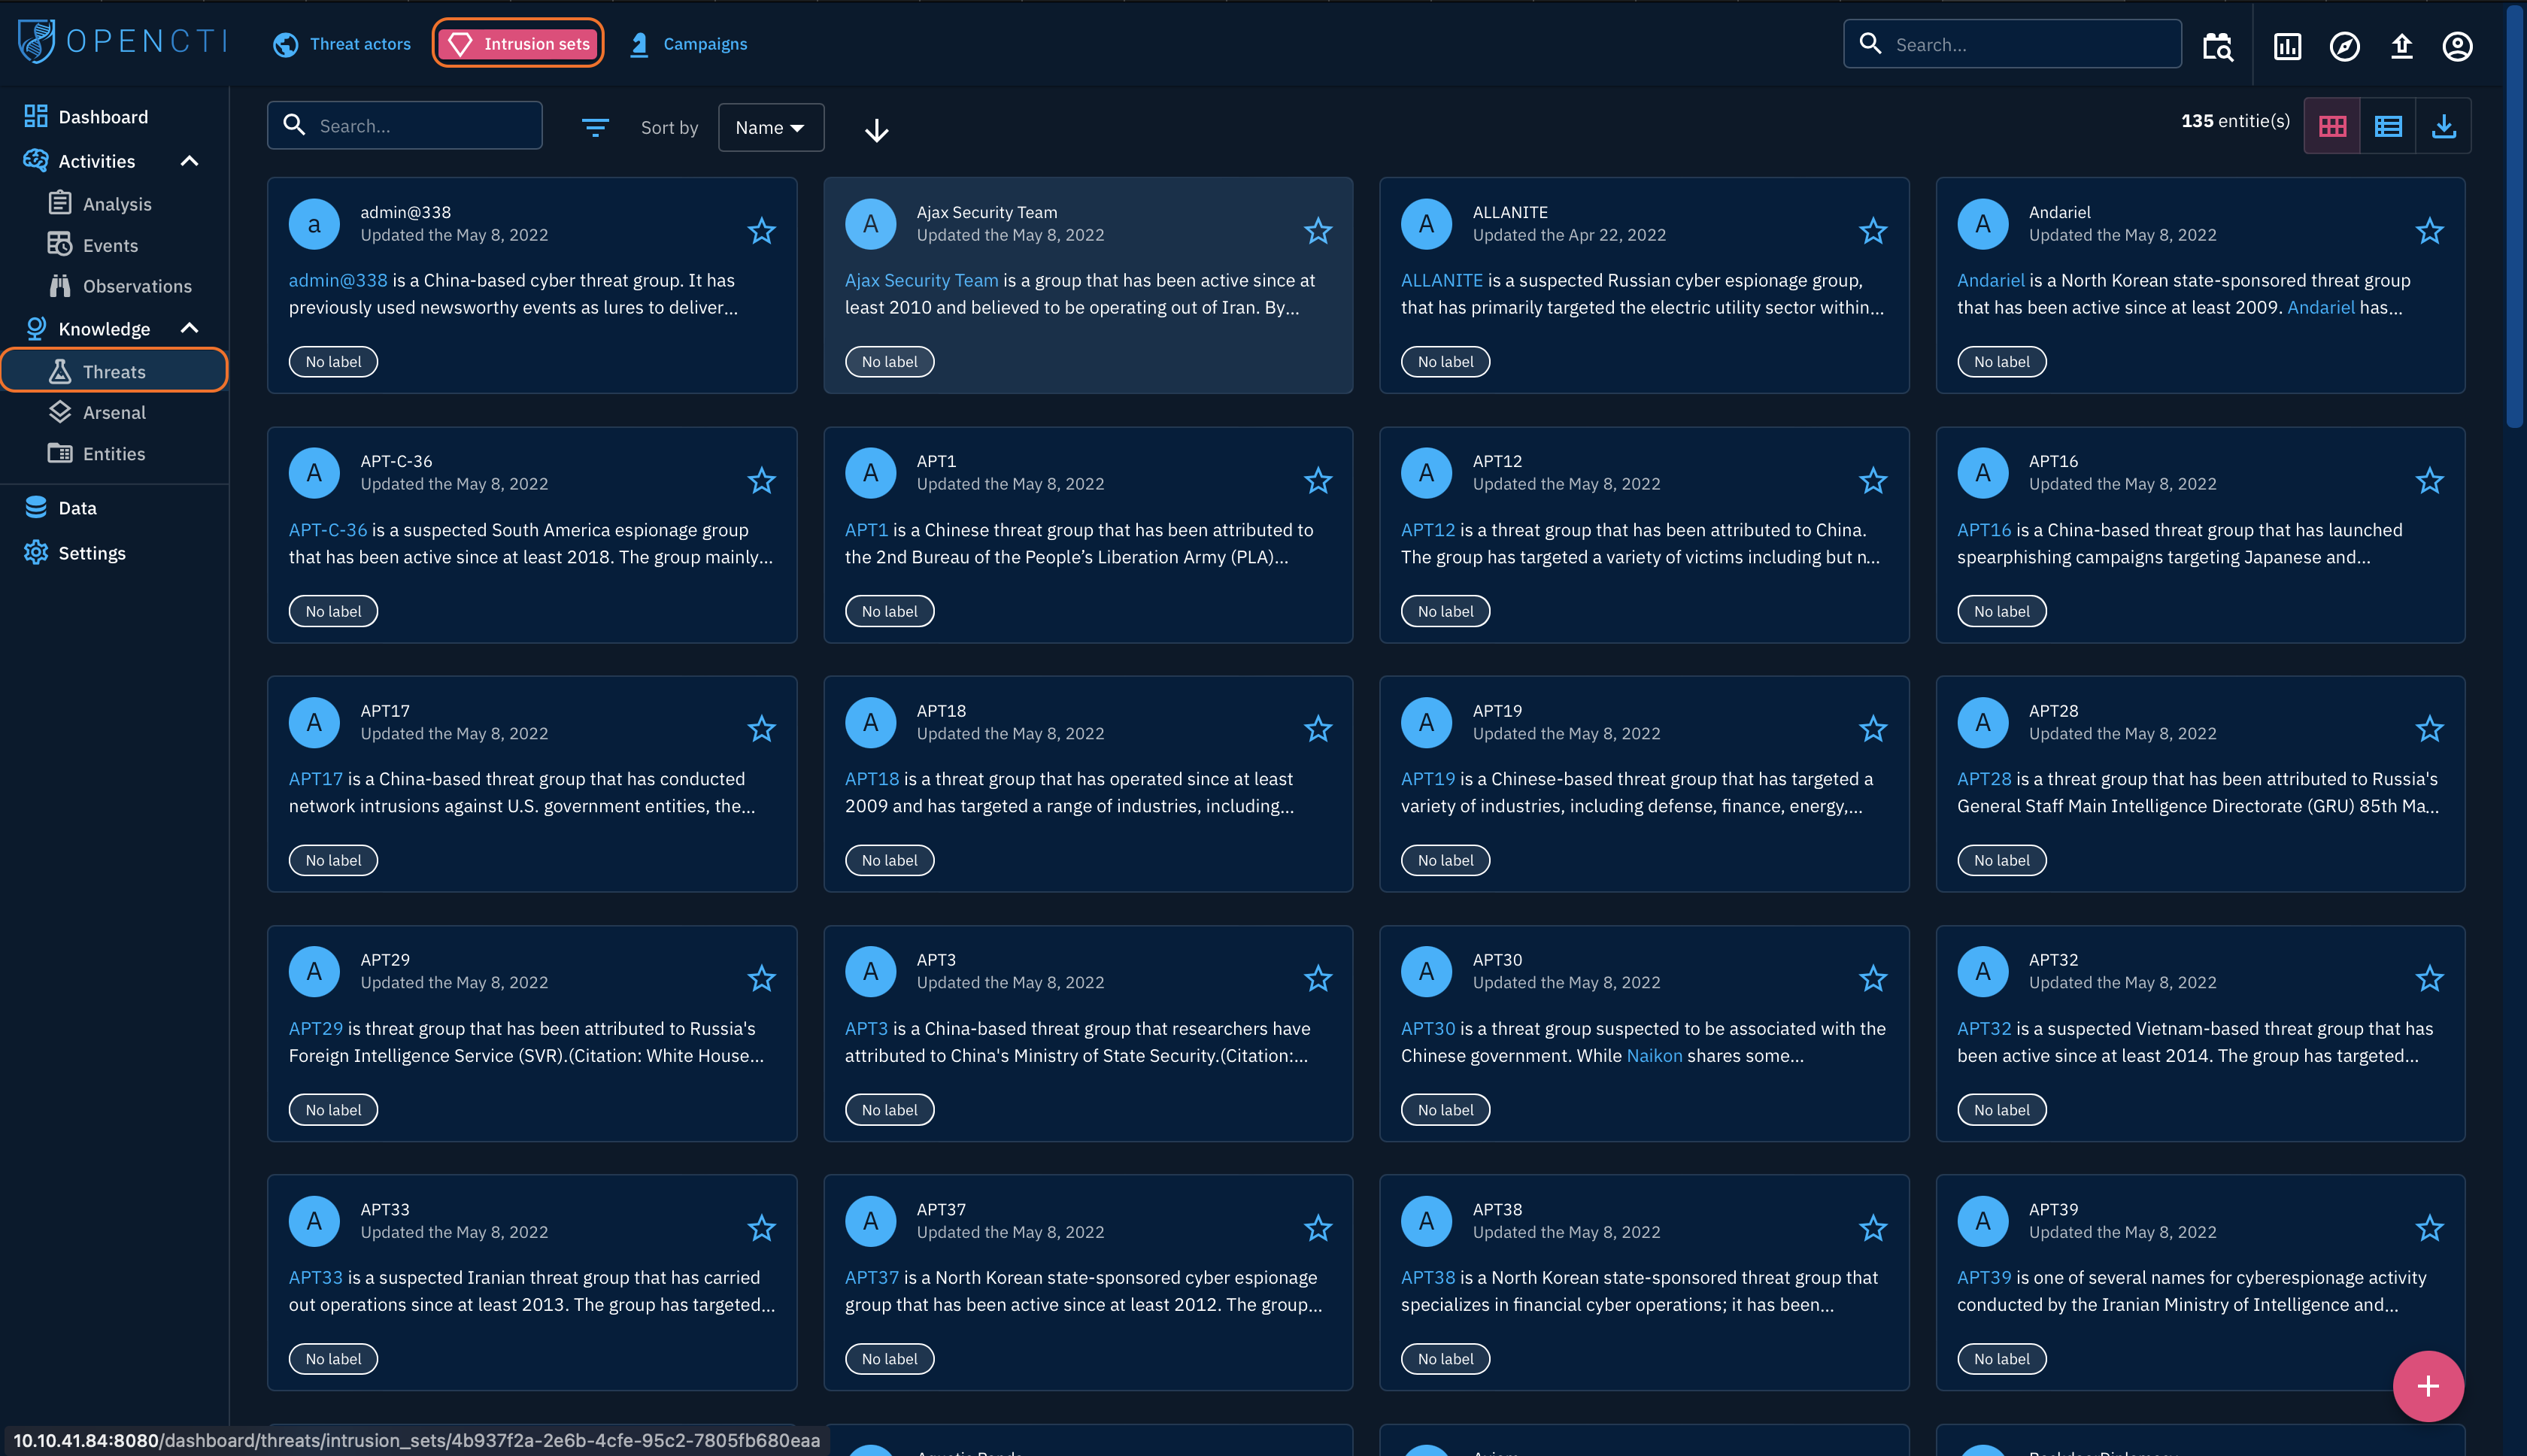 OPENCTI
Threat actors
Intrusion sets
Campaigns
Search...
Dashboard
Activities
Analysis
Events
Observations
Knowledge
Threats
Arsenal
Entities
Data
Settings
Search...
Sort by
Name
135 entitie(s)
a
admin@338
Updated the May 8, 2022
admin@338 is a China-based cyber threat group. It has
previously used newsworthy events as lures to deliver...
No label
A
Ajax Security Team
Updated the May 8, 2022
Ajax Security Team is a group that has been active since at
least 2010 and believed to be operating out of Iran. By...
No label
A
ALLANITE
Updated the Apr 22, 2022
ALLANITE is a suspected Russian cyber espionage group,
that has primarily targeted the electric utility sector within...
No label
A
Andariel
Updated the May 8, 2022
Andariel is a North Korean state-sponsored threat group
that has been active since at least 2009. Andariel has...
No label
A
APT-C-36
Updated the May 8, 2022
APT-C-36 is a suspected South America espionage group
that has been active since at least 2018. The group mainly...
No label
A
APT1
Updated the May 8, 2022
APT1 is a Chinese threat group that has been attributed to
the 2nd Bureau of the People’s Liberation Army (PLA)...
No label
A
APT12
Updated the May 8, 2022
APT12 is a threat group that has been attributed to China.
The group has targeted a variety of victims including but n...
No label
A
APT16
Updated the May 8, 2022
APT16 is a China-based threat group that has launched
spearphishing campaigns targeting Japanese and...
No label
A
APT17
Updated the May 8, 2022
APT17 is a China-based threat group that has conducted
network intrusions against U.S. government entities, the...
No label
A
APT18
Updated the May 8, 2022
APT18 is a threat group that has operated since at least
2009 and has targeted a range of industries, including...
No label
A
APT19
Updated the May 8, 2022
APT19 is a Chinese-based threat group that has targeted a
variety of industries, including defense, finance, energy,...
No label
A
APT28
Updated the May 8, 2022
APT28 is a threat group that has been attributed to Russia's
General Staff Main Intelligence Directorate (GRU) 85th Ma...
No label
A
APT29
Updated the May 8, 2022
APT29 is threat group that has been attributed to Russia's
Foreign Intelligence Service (SVR).(Citation: White House...
No label
A
APT3
Updated the May 8, 2022
APT3 is a China-based threat group that researchers have
attributed to China's Ministry of State Security.(Citation:...
No label
A
APT30
Updated the May 8, 2022
APT30 is a threat group suspected to be associated with the
Chinese government. While Naikon shares some...
No label
A
APT32
Updated the May 8, 2022
APT32 is a suspected Vietnam-based threat group that has
been active since at least 2014. The group has targeted...
No label
A
APT33
Updated the May 8, 2022
APT33 is a suspected Iranian threat group that has carried
out operations since at least 2013. The group has targeted...
No label
A
APT37
Updated the May 8, 2022
APT37 is a North Korean state-sponsored cyber espionage
group that has been active since at least 2012. The group...
No label
A
APT38
Updated the May 8, 2022
APT38 is a North Korean state-sponsored threat group that
specializes in financial cyber operations; it has been...
No label
A
APT39
Updated the May 8, 2022
APT39 is one of several names for cyberespionage activity
conducted by the Iranian Ministry of Intelligence and...
No label
10.10.41.84:8080/dashboard/threats/intrusion_sets/4b937f2a-2e6b-4cfe-95c2-7805fb680eaa